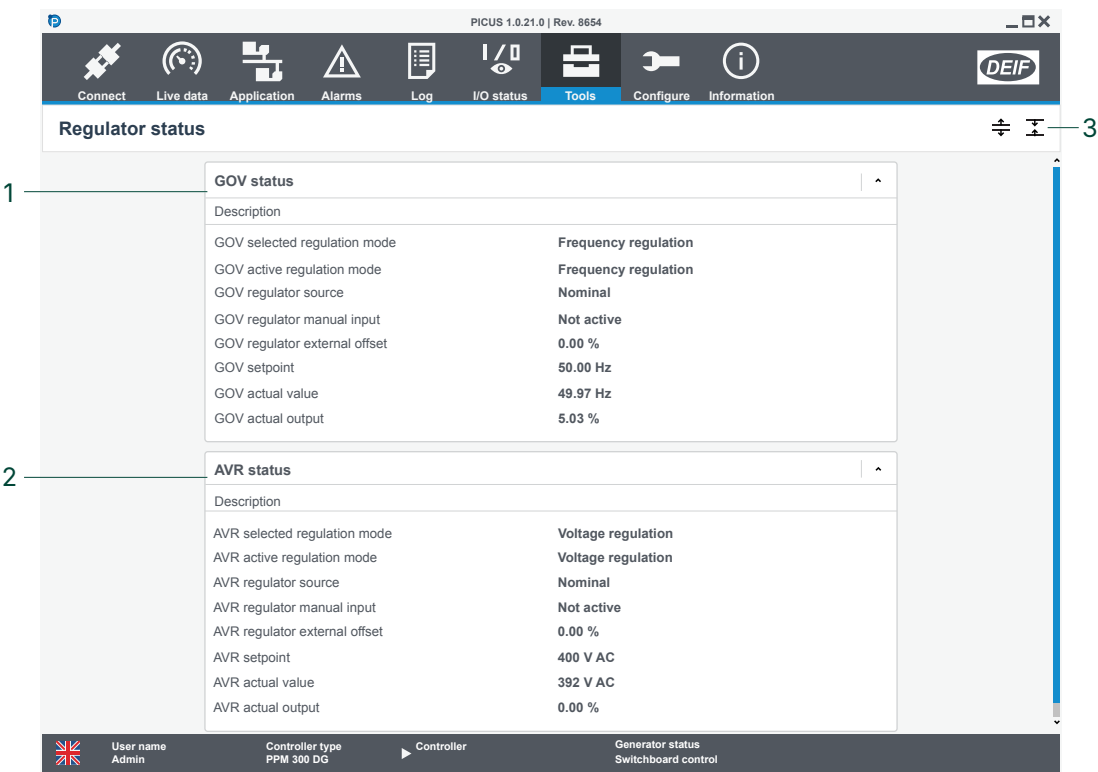 PICUS 1.0.21.0 | Rev. 8654
Connect Live data Application Alarms Log I/O status Tools Configure Information
DEIF
Regulator status
3
1
GOV status
Description
GOV selected regulation mode Frequency regulation
GOV active regulation mode Frequency regulation
GOV regulator source Nominal
GOV regulator manual input Not active
GOV regulator external offset 0.00 %
GOV setpoint 50.00 Hz
GOV actual value 49.97 Hz
GOV actual output 5.03 %
2
AVR status
Description
AVR selected regulation mode Voltage regulation
AVR active regulation mode Voltage regulation
AVR regulator source Nominal
AVR regulator manual input Not active
AVR regulator external offset 0.00 %
AVR setpoint 400 V AC
AVR actual value 392 V AC
AVR actual output 0.00 %
User name Controller type Controller Generator status
Admin PPM 300 DG Switchboard control